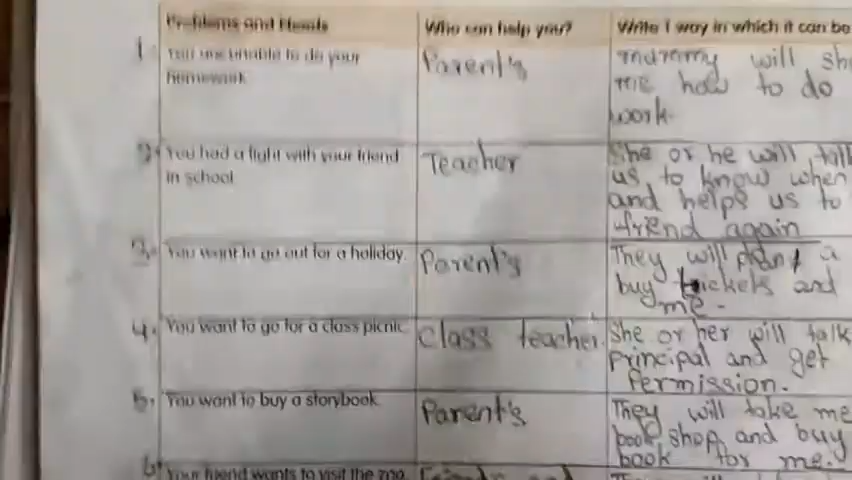 Problems and Needs
Who can help you?
Write 1 way in which it can be
1.
You are unable to do your
homework
Parent's
mummy will sh
me how to do
work.
2.
You had a fight with your friend
in school
Teacher
She or he will talk
us to know when
and helps us to
friend again
3.
You want to go out for a holiday.
Parent's
They will plan a
buy tickets and
me.
4.
You want to go for a class picnic.
Class teacher.
She or her will talk
principal and get
Permission.
5.
You want to buy a storybook
Parent's
They will take me
book shop and buy
book for me.
6
Your friend wants to visit the zoo.